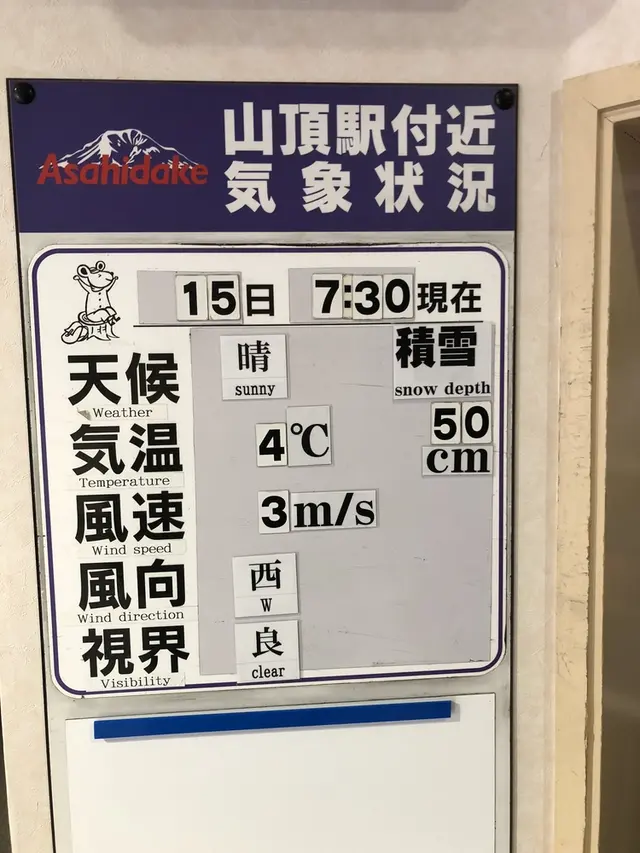 Asahidake
山頂駅付近
気象状況
15日 7:30現在
天候
Weather
晴
sunny
積雪
snow depth
50
cm
気温
Temperature
4℃
風速
Wind speed
3m/s
風向
Wind direction
西
W
視界
Visibility
良
clear